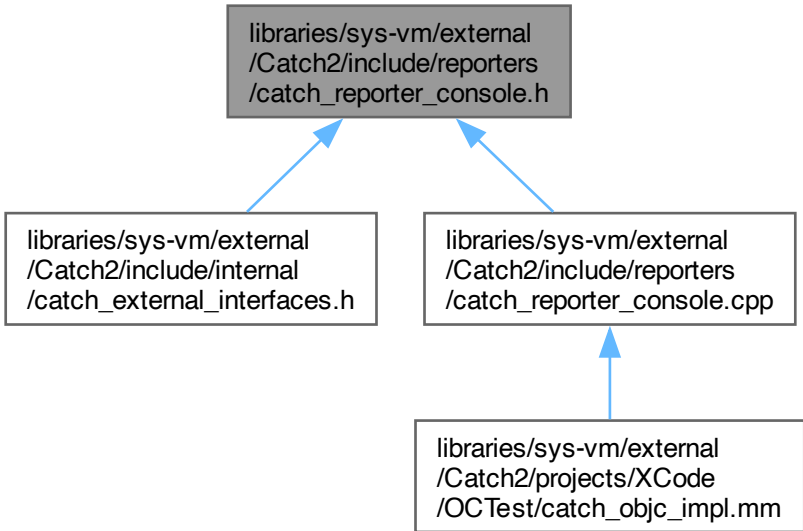 libraries/sys-vm/external
/Catch2/include/reporters
/catch_reporter_console.h
libraries/sys-vm/external
/Catch2/include/internal
/catch_external_interfaces.h
libraries/sys-vm/external
/Catch2/include/reporters
/catch_reporter_console.cpp
libraries/sys-vm/external
/Catch2/projects/XCode
/OCTest/catch_objc_impl.mm